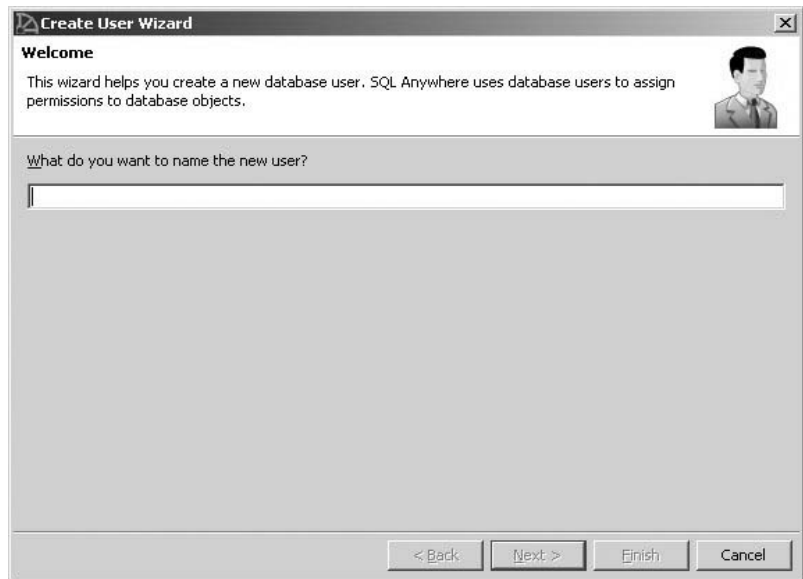 Create User Wizard
Welcome
This wizard helps you create a new database user. SQL Anywhere uses database users to assign
permissions to database objects.
What do you want to name the new user?
< Back
Next >
Finish
Cancel